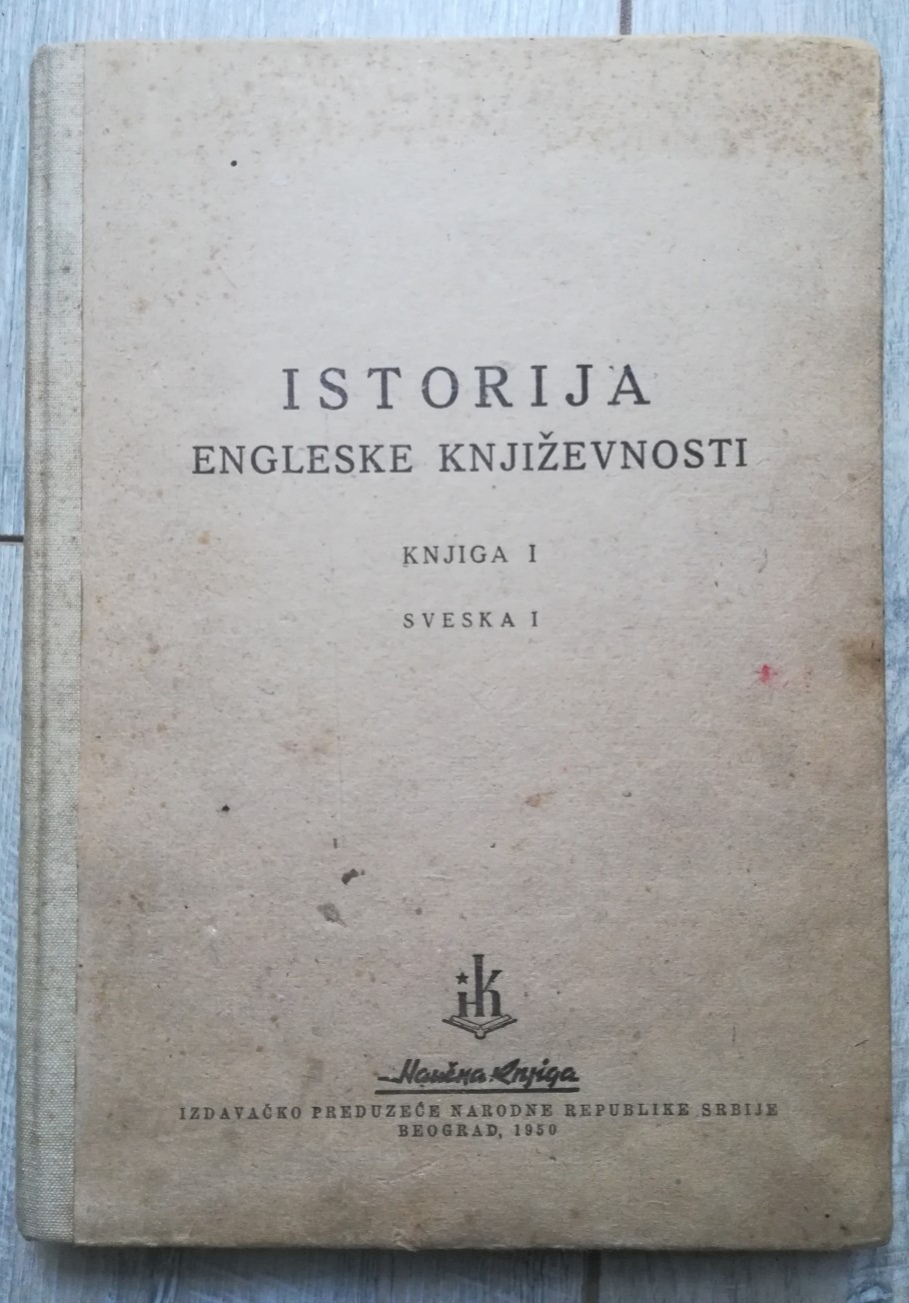 ISTORIJA
ENGLESKE KNJIŽEVNOSTI
KNJIGA I
SVESKA I
Naučna knjiga
IZDAVAČKO PREDUZEĆE NARODNE REPUBLIKE SRBIJE
BEOGRAD, 1950